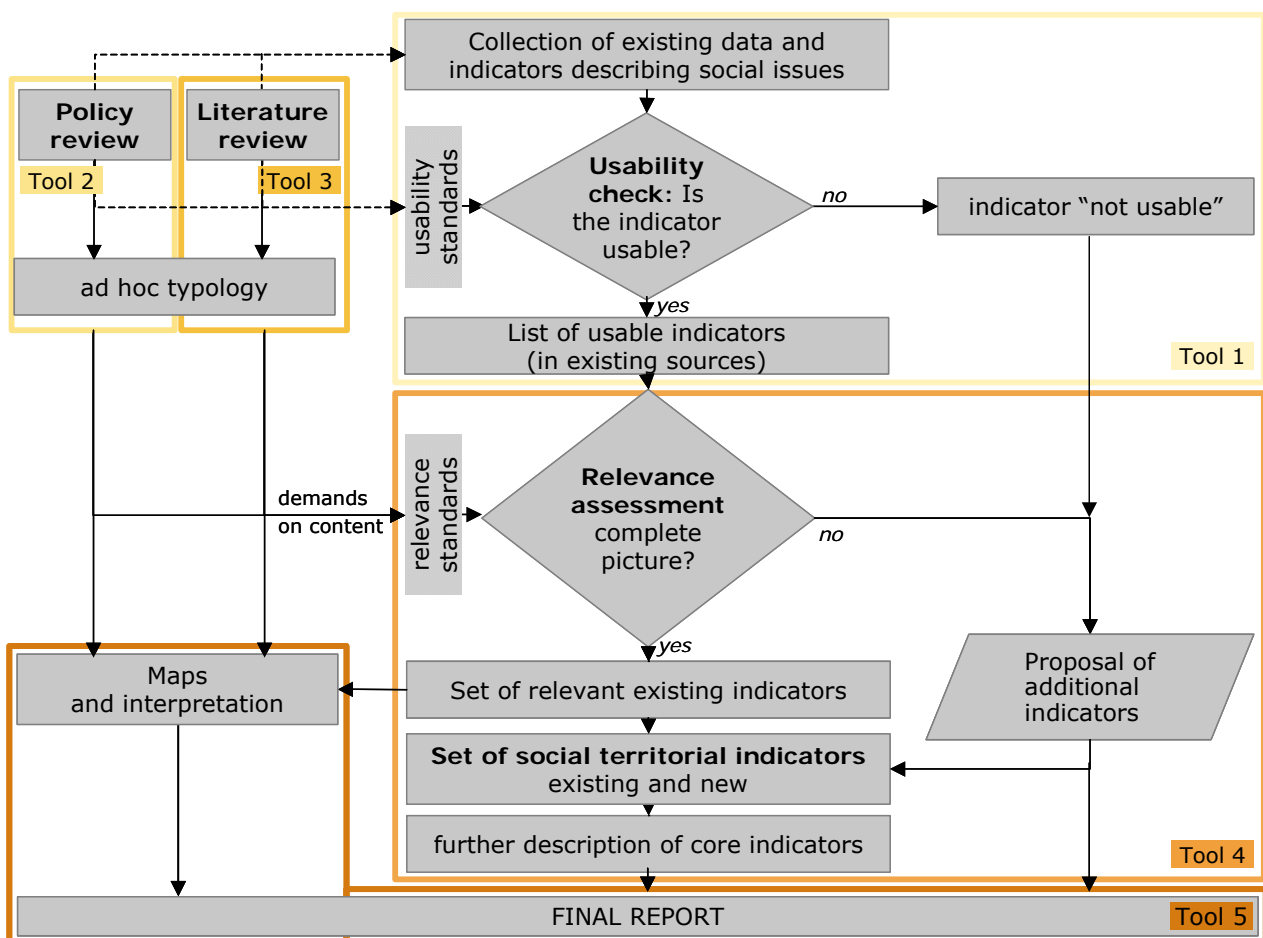 Collection of existing data and
indicators describing social issues
Policy
review
Literature
review
Tool 2
Tool 3
usability
standards
Usability
check: Is
the indicator
usable?
no
indicator “not usable”
ad hoc typology
yes
List of usable indicators
(in existing sources)
Tool 1
demands
on content
relevance
standards
Relevance
assessment
complete
picture?
no
yes
Maps
and interpretation
Set of relevant existing indicators
Proposal of
additional
indicators
Set of social territorial indicators
existing and new
further description of core indicators
Tool 4
FINAL REPORT
Tool 5